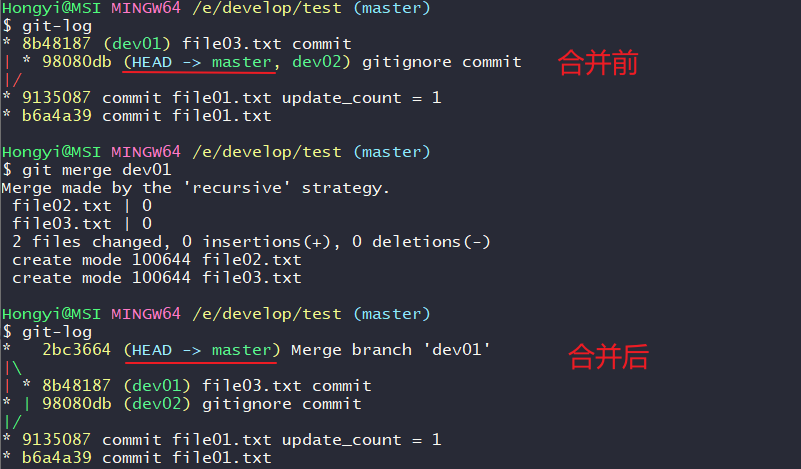 Hongyi@MSI MINGW64 /e/develop/test (master)
$ git-log
* 8b48187 (dev01) file03.txt commit
| * 98080db (HEAD -> master, dev02) gitignore commit 合并前
|/
* 9135087 commit file01.txt update_count = 1
* b6a4a39 commit file01.txt
Hongyi@MSI MINGW64 /e/develop/test (master)
$ git merge dev01
Merge made by the 'recursive' strategy.
file02.txt | 0
file03.txt | 0
2 files changed, 0 insertions(+), 0 deletions(-)
create mode 100644 file02.txt
create mode 100644 file03.txt
Hongyi@MSI MINGW64 /e/develop/test (master)
$ git-log
*   2bc3664 (HEAD -> master) Merge branch 'dev01' 合并后
|\
| * 8b48187 (dev01) file03.txt commit
* | 98080db (dev02) gitignore commit
|/
* 9135087 commit file01.txt update_count = 1
* b6a4a39 commit file01.txt